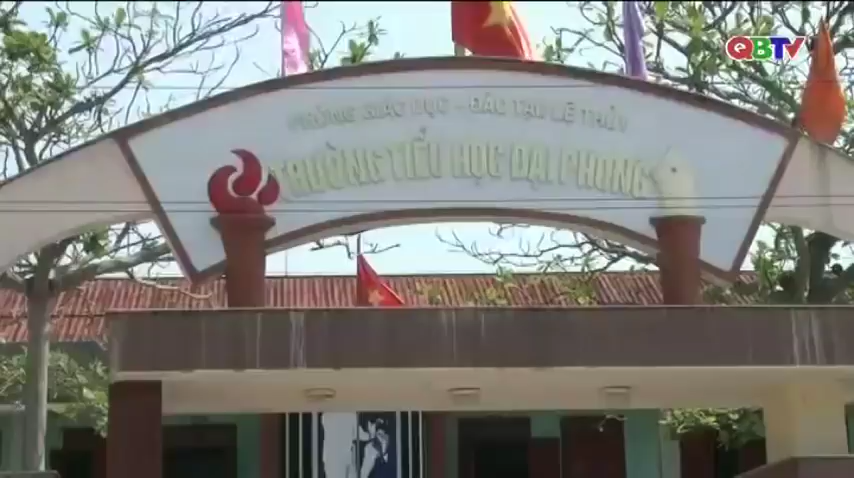 QBTV
PHÒNG GIÁO DỤC - ĐÀO TẠO LỆ THỦY
TRƯỜNG TIỂU HỌC ĐẠI PHONG